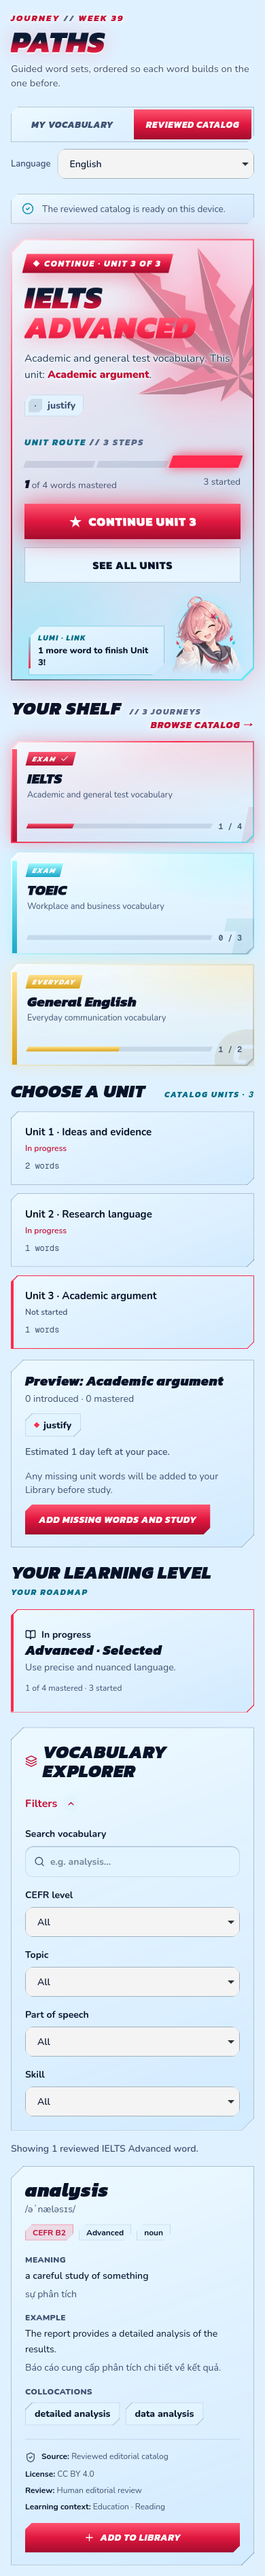 JOURNEY // WEEK 39
PATHS
Guided word sets, ordered so each word builds on the
one before.
MY VOCABULARY
REVIEWED CATALOG
Language
English
The reviewed catalog is ready on this device.
CONTINUE · UNIT 3 OF 3
IELTS
ADVANCED
Academic and general test vocabulary. This
unit: Academic argument.
justify
UNIT ROUTE // 3 STEPS
1 of 4 words mastered
3 started
★ CONTINUE UNIT 3
SEE ALL UNITS
LUMI · LINK
1 more word to finish Unit
3!
YOUR SHELF // 3 JOURNEYS
BROWSE CATALOG →
EXAM ✓
IELTS
Academic and general test vocabulary
1 / 4
EXAM
TOEIC
Workplace and business vocabulary
0 / 3
EVERYDAY
General English
Everyday communication vocabulary
1 / 2
CHOOSE A UNIT
CATALOG UNITS · 3
Unit 1 · Ideas and evidence
In progress
2 words
Unit 2 · Research language
In progress
1 words
Unit 3 · Academic argument
Not started
1 words
Preview: Academic argument
0 introduced · 0 mastered
justify
Estimated 1 day left at your pace.
Any missing unit words will be added to your
Library before study.
ADD MISSING WORDS AND STUDY
YOUR LEARNING LEVEL
YOUR ROADMAP
In progress
Advanced · Selected
Use precise and nuanced language.
1 of 4 mastered · 3 started
VOCABULARY
EXPLORER
Filters
Search vocabulary
e.g. analysis...
CEFR level
All
Topic
All
Part of speech
All
Skill
All
Showing 1 reviewed IELTS Advanced word.
analysis
/əˈnæləsɪs/
CEFR B2
Advanced
noun
MEANING
a careful study of something
sự phân tích
EXAMPLE
The report provides a detailed analysis of the
results.
Báo cáo cung cấp phân tích chi tiết về kết quả.
COLLOCATIONS
detailed analysis
data analysis
Source: Reviewed editorial catalog
License: CC BY 4.0
Review: Human editorial review
Learning context: Education · Reading
+ ADD TO LIBRARY